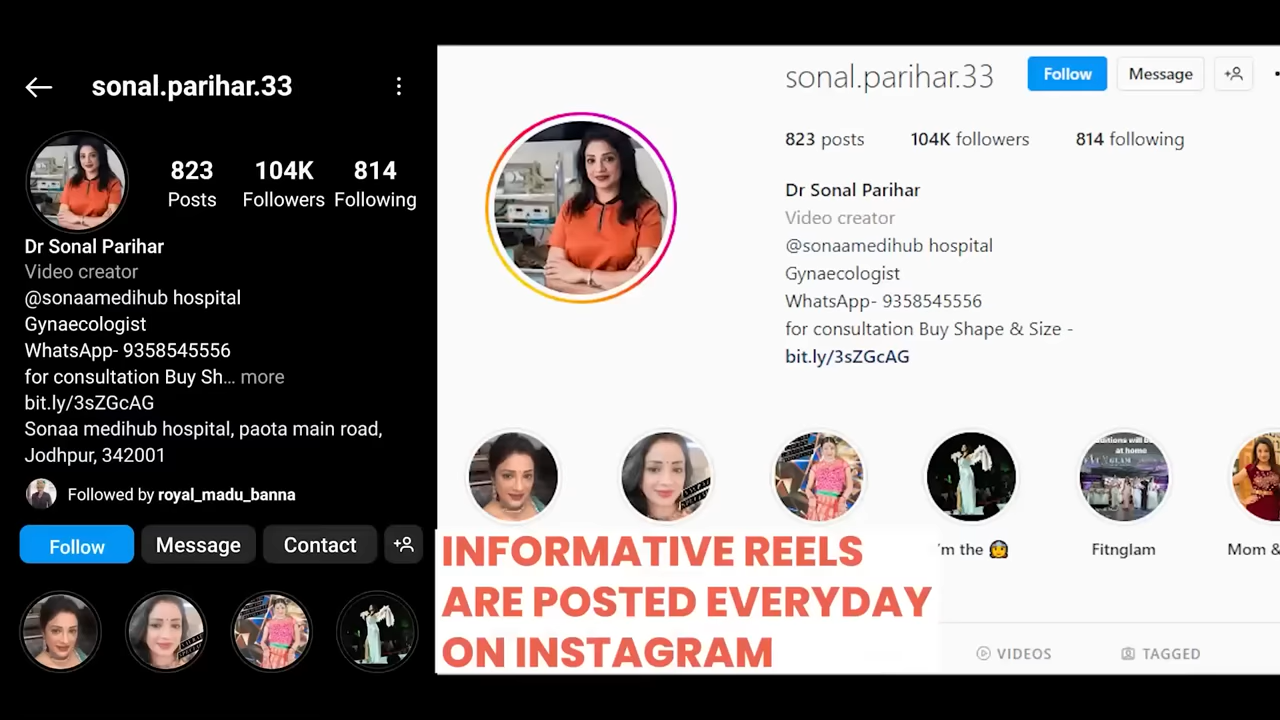 sonal.parihar.33
823 104K 814
Posts Followers Following
Dr Sonal Parihar
Video creator
@sonaamedihub hospital
Gynaecologist
WhatsApp- 9358545556
for consultation Buy Sh... more
bit.ly/3sZGcAG
Sonaa medihub hospital, paota main road,
Jodhpur, 342001
Followed by royal_madu_banna
Follow Message Contact
sonal.parihar.33 Follow Message
823 posts 104K followers 814 following
Dr Sonal Parihar
Video creator
@sonaamedihub hospital
Gynaecologist
WhatsApp- 9358545556
for consultation Buy Shape & Size -
bit.ly/3sZGcAG
at home
I'm the 👰 Fitnglam Mom &
INFORMATIVE REELS
ARE POSTED EVERYDAY
ON INSTAGRAM
VIDEOS TAGGED